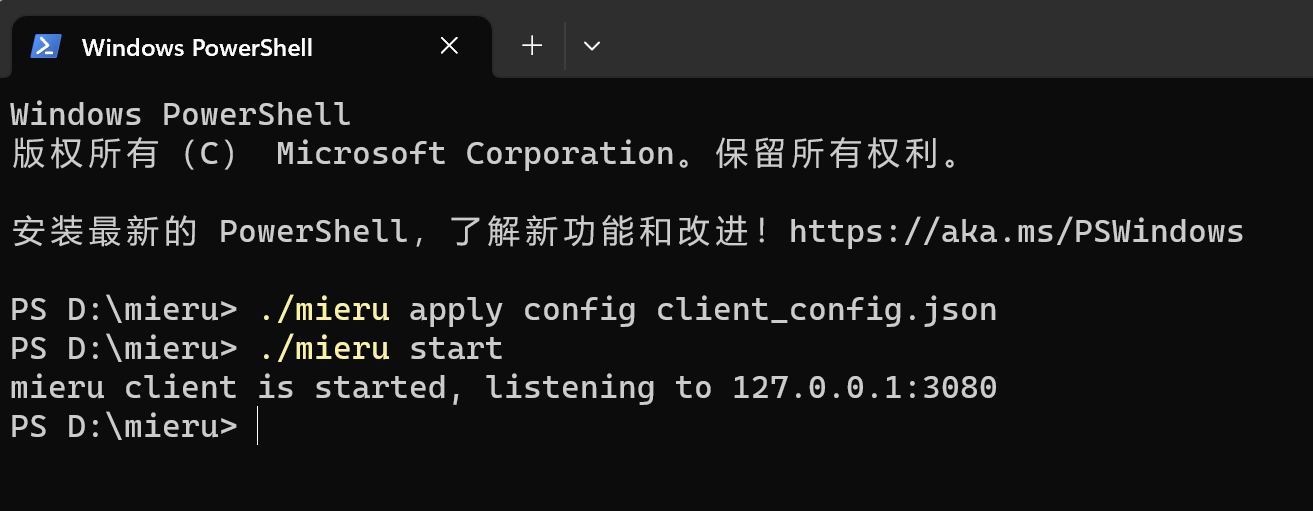 Windows PowerShell
Windows PowerShell
版权所有（C） Microsoft Corporation。保留所有权利。
安装最新的 PowerShell，了解新功能和改进！https://aka.ms/PSWindows
PS D:\mieru> ./mieru apply config client_config.json
PS D:\mieru> ./mieru start
mieru client is started, listening to 127.0.0.1:3080
PS D:\mieru>